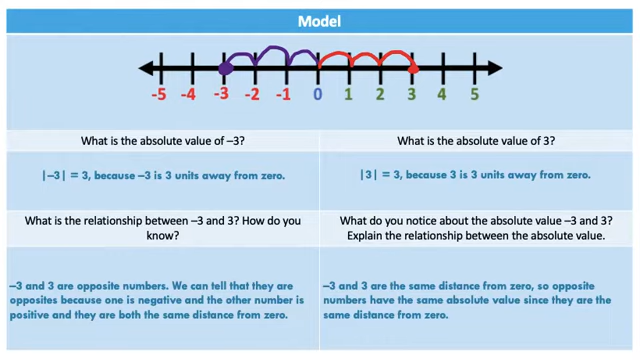 Model
-5 -4 -3 -2 -1 0 1 2 3 4 5
What is the absolute value of –3?
What is the absolute value of 3?
|–3| = 3, because –3 is 3 units away from zero.
|3| = 3, because 3 is 3 units away from zero.
What is the relationship between –3 and 3? How do you
know?
What do you notice about the absolute value –3 and 3?
Explain the relationship between the absolute value.
–3 and 3 are opposite numbers. We can tell that they are
opposites because one is negative and the other number is
positive and they are both the same distance from zero.
–3 and 3 are the same distance from zero, so opposite
numbers have the same absolute value since they are the
same distance from zero.